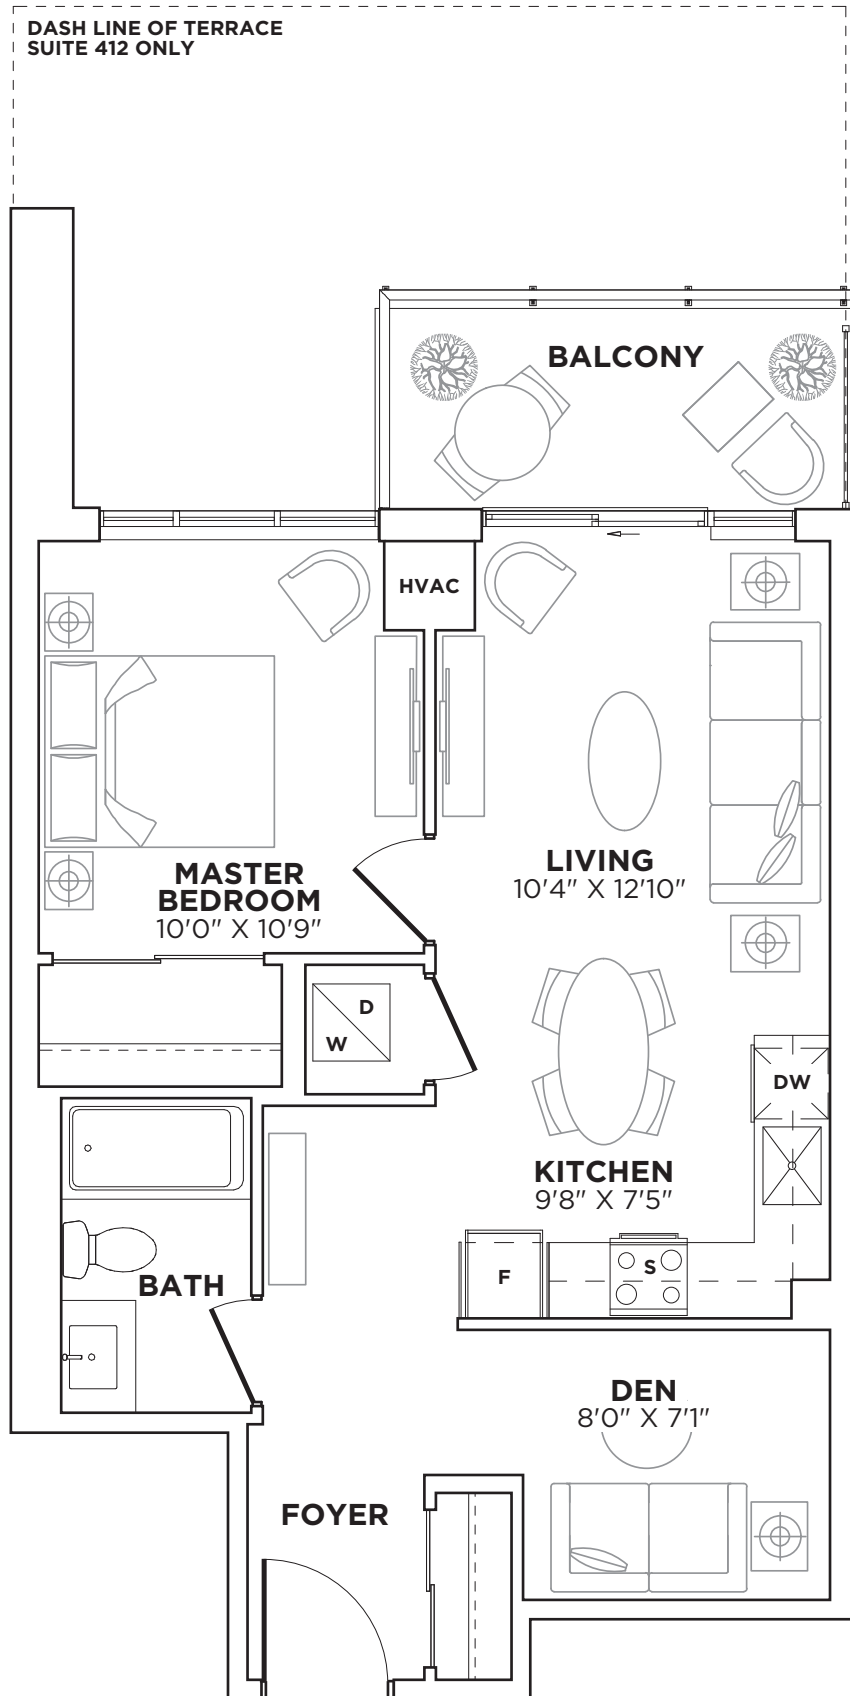 DASH LINE OF TERRACE
SUITE 412 ONLY
BALCONY
HVAC
MASTER
BEDROOM
10'0" X 10'9"
LIVING
10'4" X 12'10"
D
W
DW
KITCHEN
9'8" X 7'5"
BATH
F
S
DEN
8'0" X 7'1"
FOYER